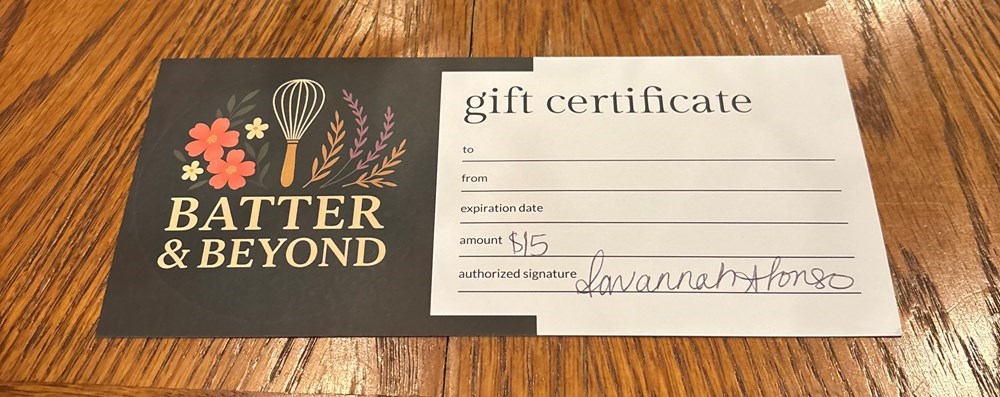 BATTER
& BEYOND
gift certificate
to
from
expiration date
amount $15
authorized signature Savannah Alonso